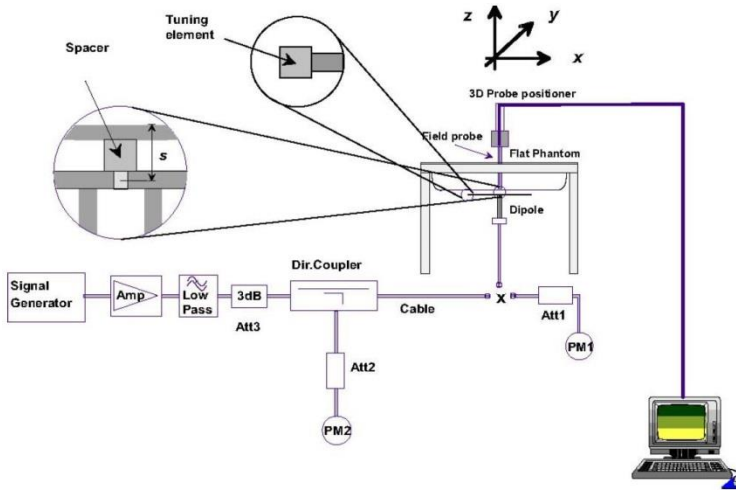 z
y
x
Tuning
element
Spacer
s
3D Probe positioner
Field probe
Flat Phantom
Dipole
Signal
Generator
Amp
Low
Pass
3dB
Att3
Dir.Coupler
Cable
x
Att1
PM1
Att2
PM2